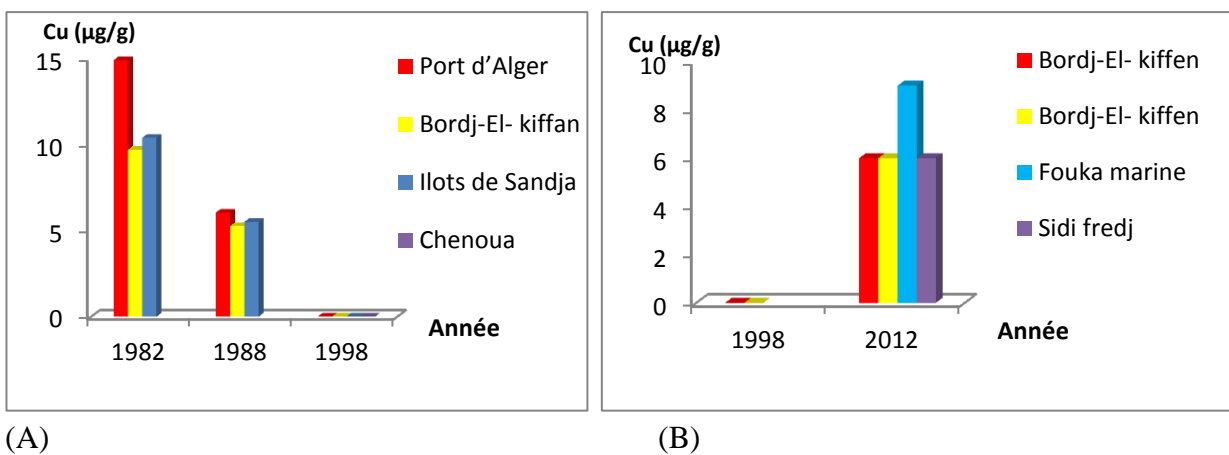 Cu (µg/g)
15
10
5
0
1982
1988
1998
Année
Port d’Alger
Bordj-El- kiffan
Ilots de Sandja
Chenoua
(A)
Cu (µg/g)
10
8
6
4
2
0
1998
2012
Année
Bordj-El- kiffen
Bordj-El- kiffen
Fouka marine
Sidi fredj
(B)